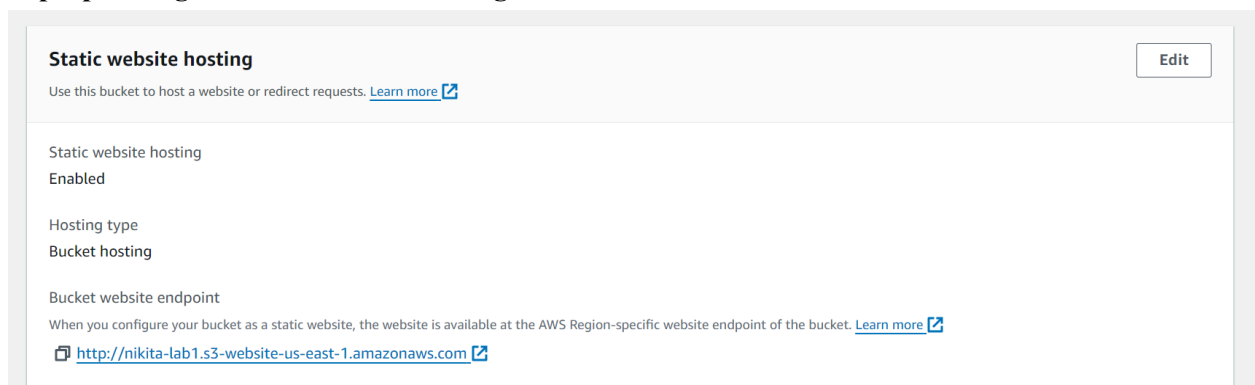 Static website hosting
Edit
Use this bucket to host a website or redirect requests. Learn more
Static website hosting
Enabled
Hosting type
Bucket hosting
Bucket website endpoint
When you configure your bucket as a static website, the website is available at the AWS Region-specific website endpoint of the bucket. Learn more
http://nikita-lab1.s3-website-us-east-1.amazonaws.com